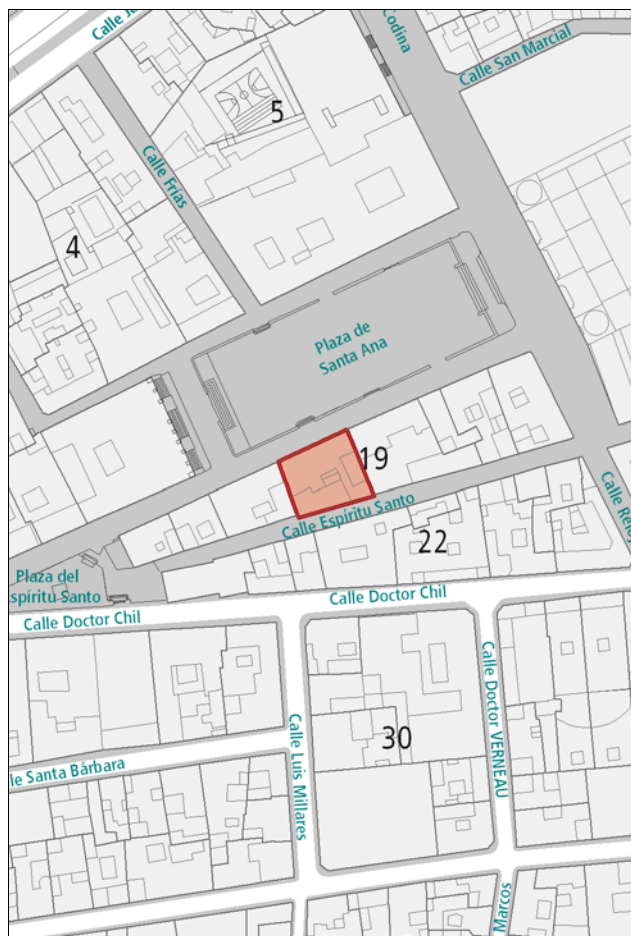 Calle J
Codina
Calle San Marcial
5
Calle Frías
4
Plaza de
Santa Ana
19
Calle Espíritu Santo
Calle Reloj
22
Plaza del
spíritu Santo
Calle Doctor Chil
Calle Doctor Chil
Calle Doctor VERNEAU
Calle Luis Millares
30
le Santa Bárbara
Marcos